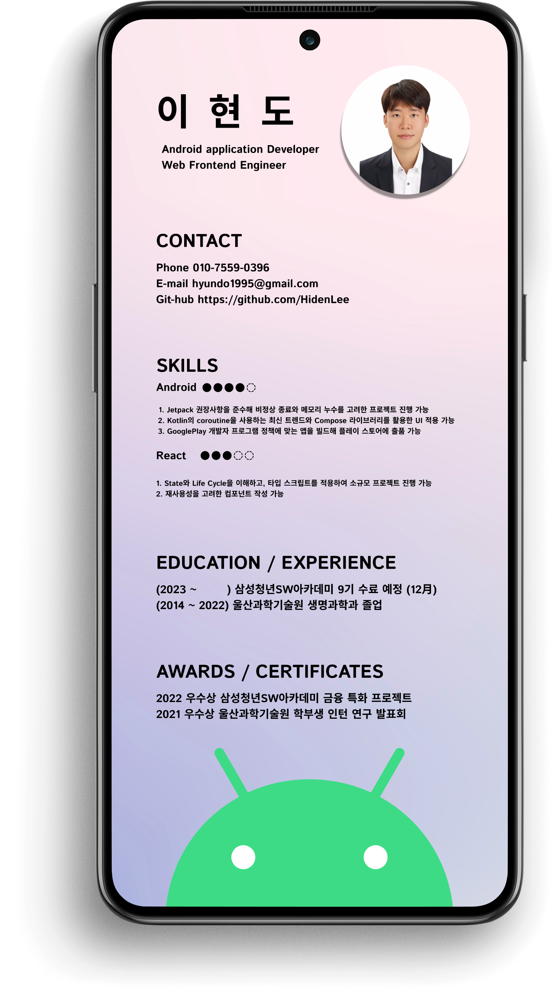 이 현 도
Android application Developer
Web Frontend Engineer
CONTACT
Phone 010-7559-0396
E-mail hyundo1995@gmail.com
Git-hub https://github.com/HidenLee
SKILLS
Android ●●●●◌
1. Jetpack 권장사항을 준수해 비정상 종료와 메모리 누수를 고려한 프로젝트 진행 가능
2. Kotlin의 coroutine을 사용하는 최신 트렌드와 Compose 라이브러리를 활용한 UI 적용 가능
3. GooglePlay 개발자 프로그램 정책에 맞는 앱을 빌드해 플레이 스토어에 출품 가능
React ●●●◌◌
1. State와 Life Cycle을 이해하고, 타입 스크립트를 적용하여 소규모 프로젝트 진행 가능
2. 재사용성을 고려한 컴포넌트 작성 가능
EDUCATION / EXPERIENCE
(2023 ~ ) 삼성청년SW아카데미 9기 수료 예정 (12月)
(2014 ~ 2022) 울산과학기술원 생명과학과 졸업
AWARDS / CERTIFICATES
2022 우수상 삼성청년SW아카데미 금융 특화 프로젝트
2021 우수상 울산과학기술원 학부생 인턴 연구 발표회